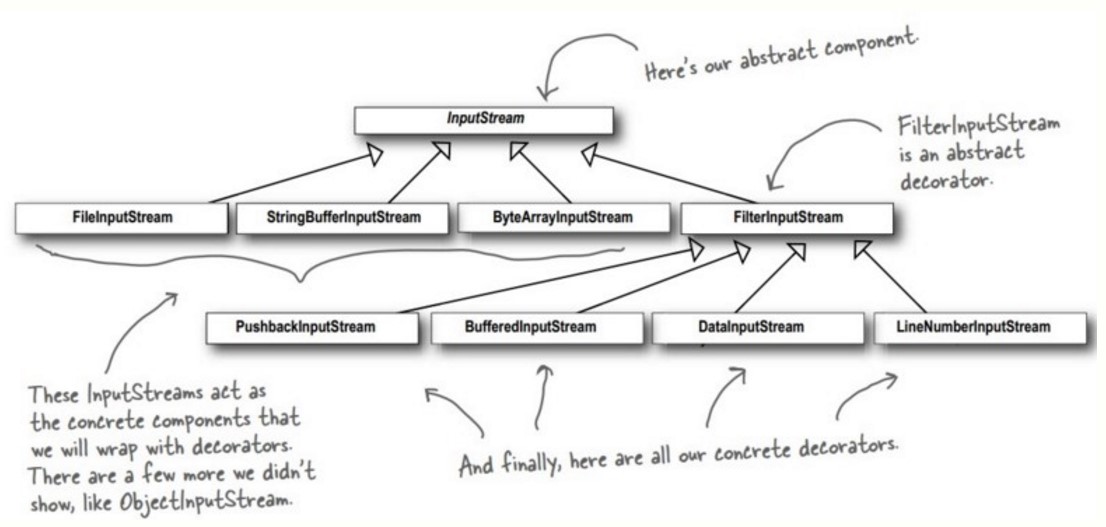 Here's our abstract component.
InputStream
FilterInputStream
is an abstract
decorator.
FileInputStream
StringBufferInputStream
ByteArrayInputStream
FilterInputStream
PushbackInputStream
BufferedInputStream
DataInputStream
LineNumberInputStream
These InputStreams act as
the concrete components that
we will wrap with decorators.
There are a few more we didn't
show, like ObjectInputStream.
And finally, here are all our concrete decorators.